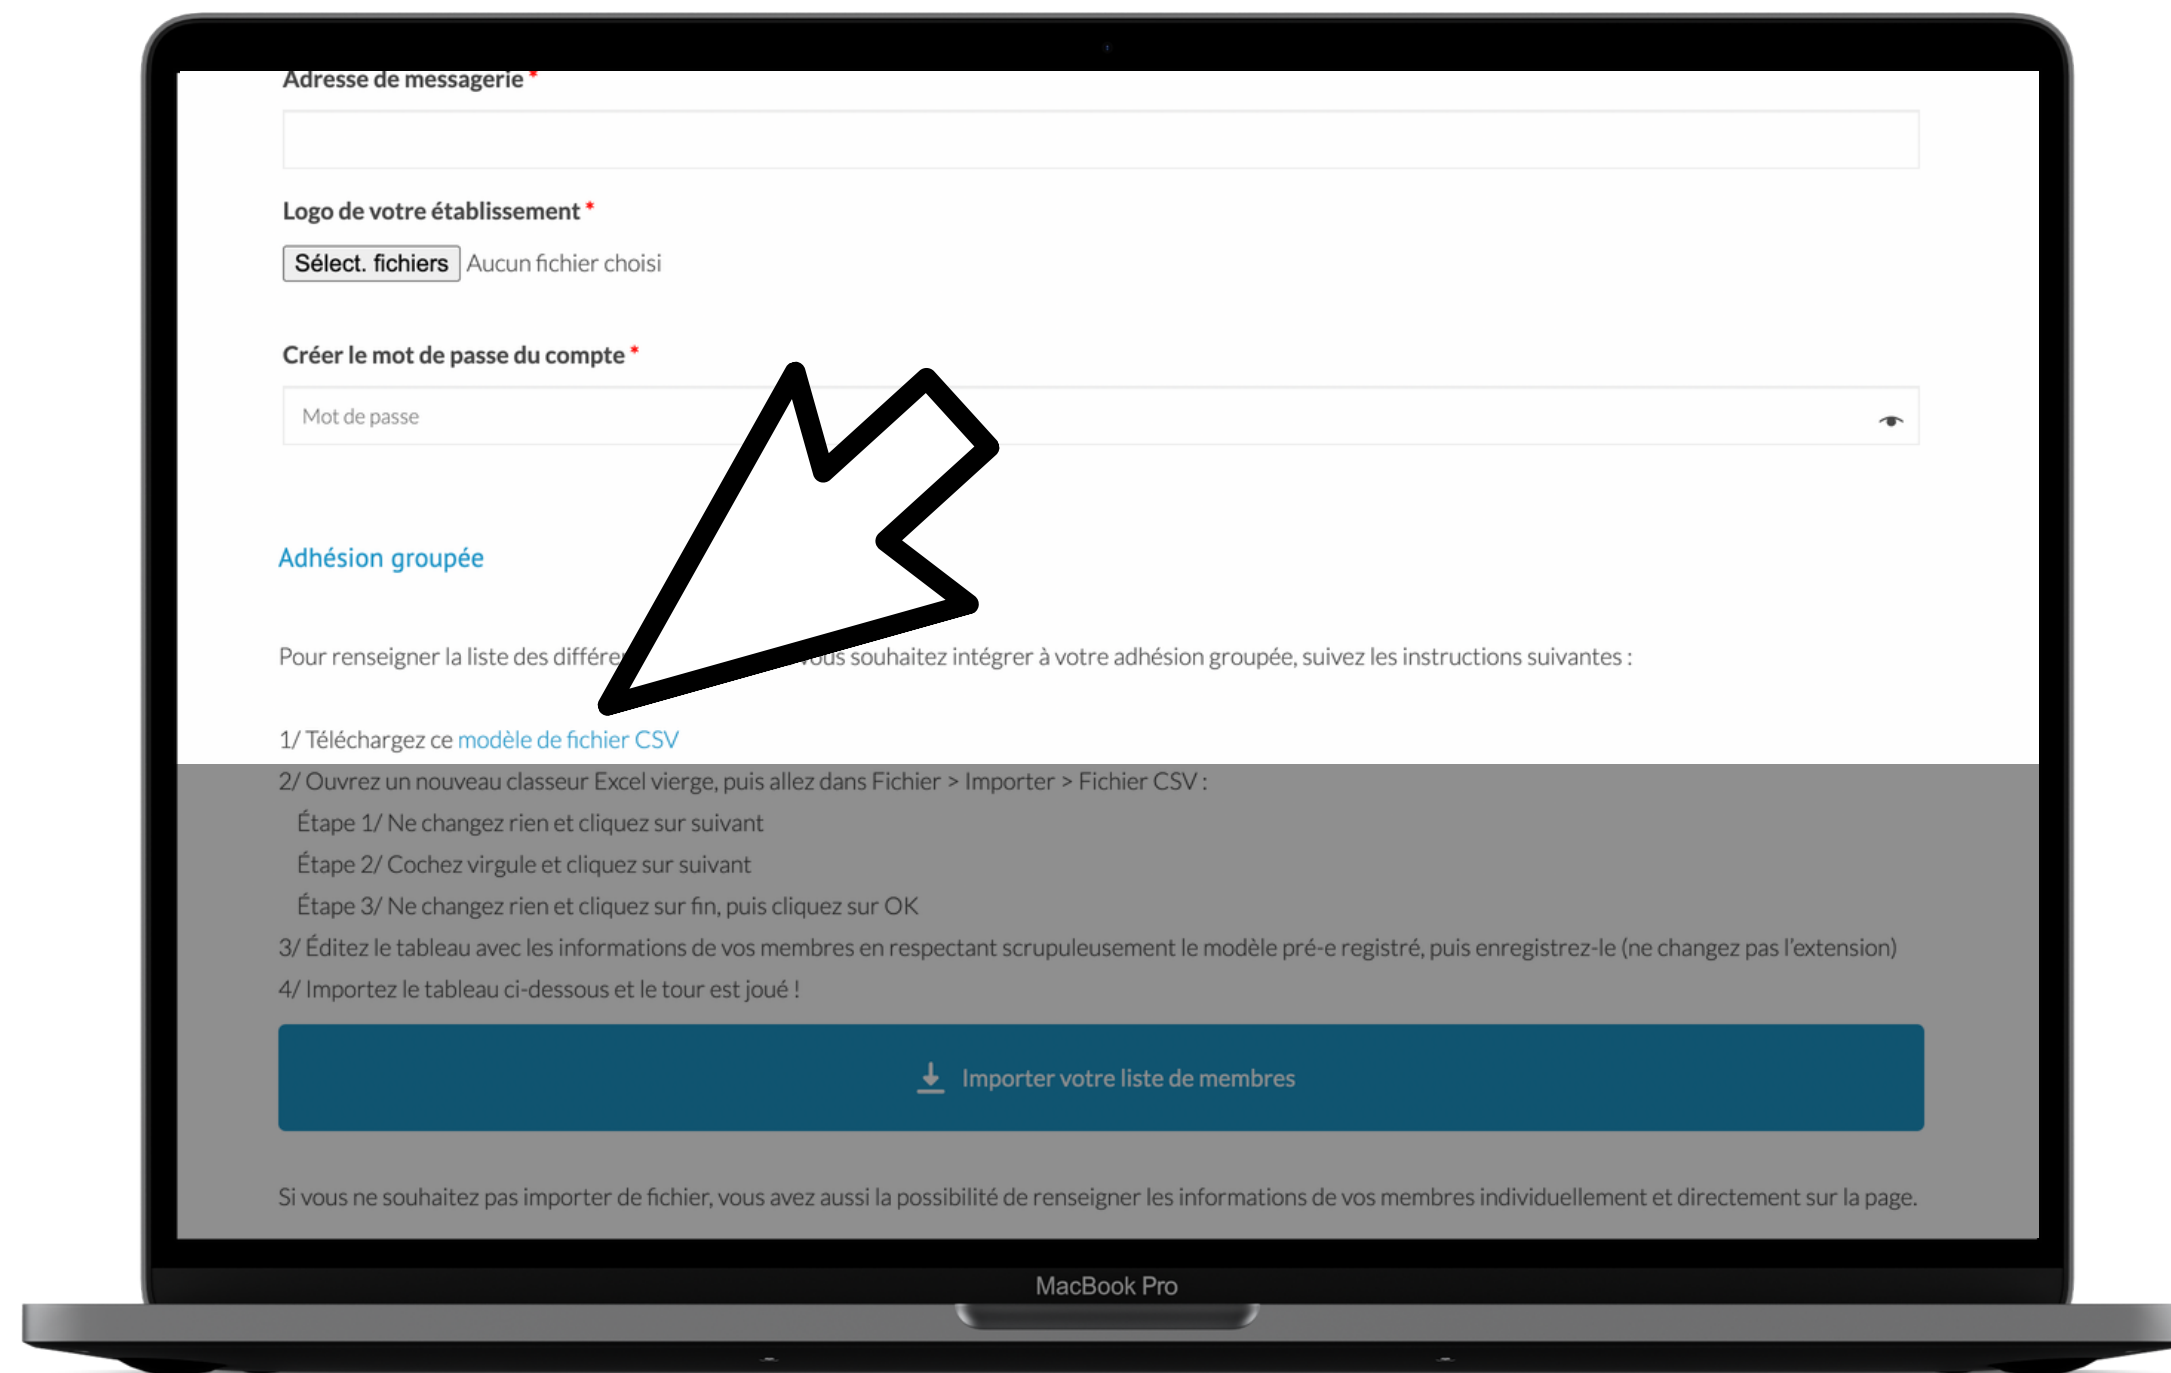 Adresse de messagerie *
Logo de votre établissement *
Sélect. fichiers Aucun fichier choisi
Créer le mot de passe du compte *
Mot de passe
Adhésion groupée
Pour renseigner la liste des différe vous souhaitez intégrer à votre adhésion groupée, suivez les instructions suivantes :
1/ Téléchargez ce modèle de fichier CSV
2/ Ouvrez un nouveau classeur Excel vierge, puis allez dans Fichier > Importer > Fichier CSV :
Étape 1/ Ne changez rien et cliquez sur suivant
Étape 2/ Cochez virgule et cliquez sur suivant
Étape 3/ Ne changez rien et cliquez sur fin, puis cliquez sur OK
3/ Éditez le tableau avec les informations de vos membres en respectant scrupuleusement le modèle pré-e registré, puis enregistrez-le (ne changez pas l'extension)
4/ Importez le tableau ci-dessous et le tour est joué !
Importer votre liste de membres
Si vous ne souhaitez pas importer de fichier, vous avez aussi la possibilité de renseigner les informations de vos membres individuellement et directement sur la page.
MacBook Pro